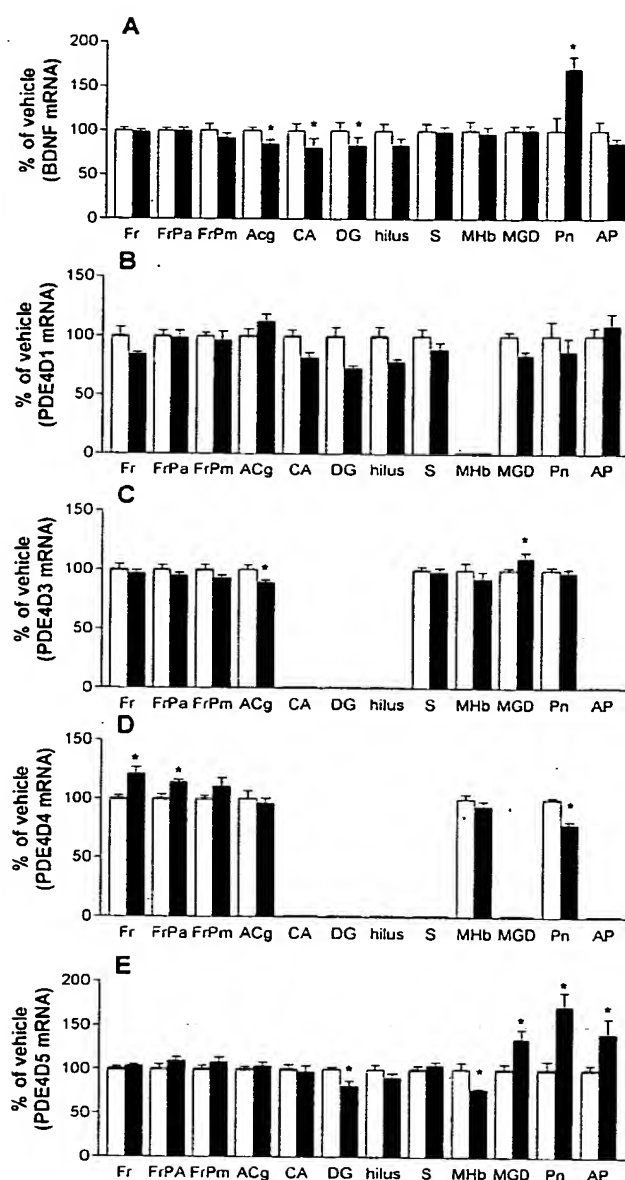 A
% of vehicle
(BDNF mRNA)
200
150
100
50
0
*
*
*
*
Fr FrPa FrPm Acg CA DG hilus S MHb MGD Pn AP
B
% of vehicle
(PDE4D1 mRNA)
150
100
50
0
Fr FrPa FrPm ACg CA DG hilus S MHb MGD Pn AP
C
% of vehicle
(PDE4D3 mRNA)
150
100
50
0
*
*
Fr FrPa FrPm ACg CA DG hilus S MHb MGD Pn AP
D
% of vehicle
(PDE4D4 mRNA)
150
100
50
0
*
*
*
Fr FrPa FrPm ACg CA DG hilus S MHb MGD Pn AP
E
% of vehicle
(PDE4D5 mRNA)
200
150
100
50
0
*
*
*
*
*
Fr FrPA FrPm ACg CA DG hilus S MHb MGD Pn AP